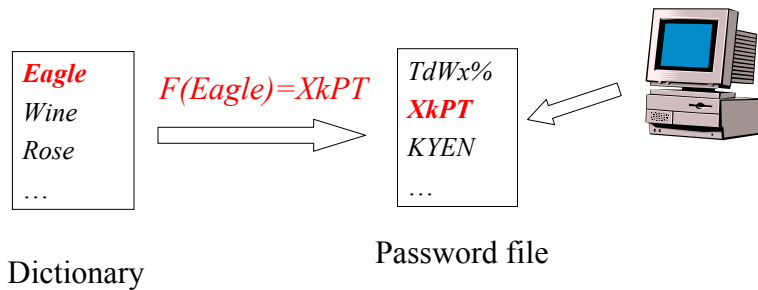 Eagle
Wine
Rose
…
F(Eagle)=XkPT
TdWx%
XkPT
KYEN
…
Dictionary
Password file